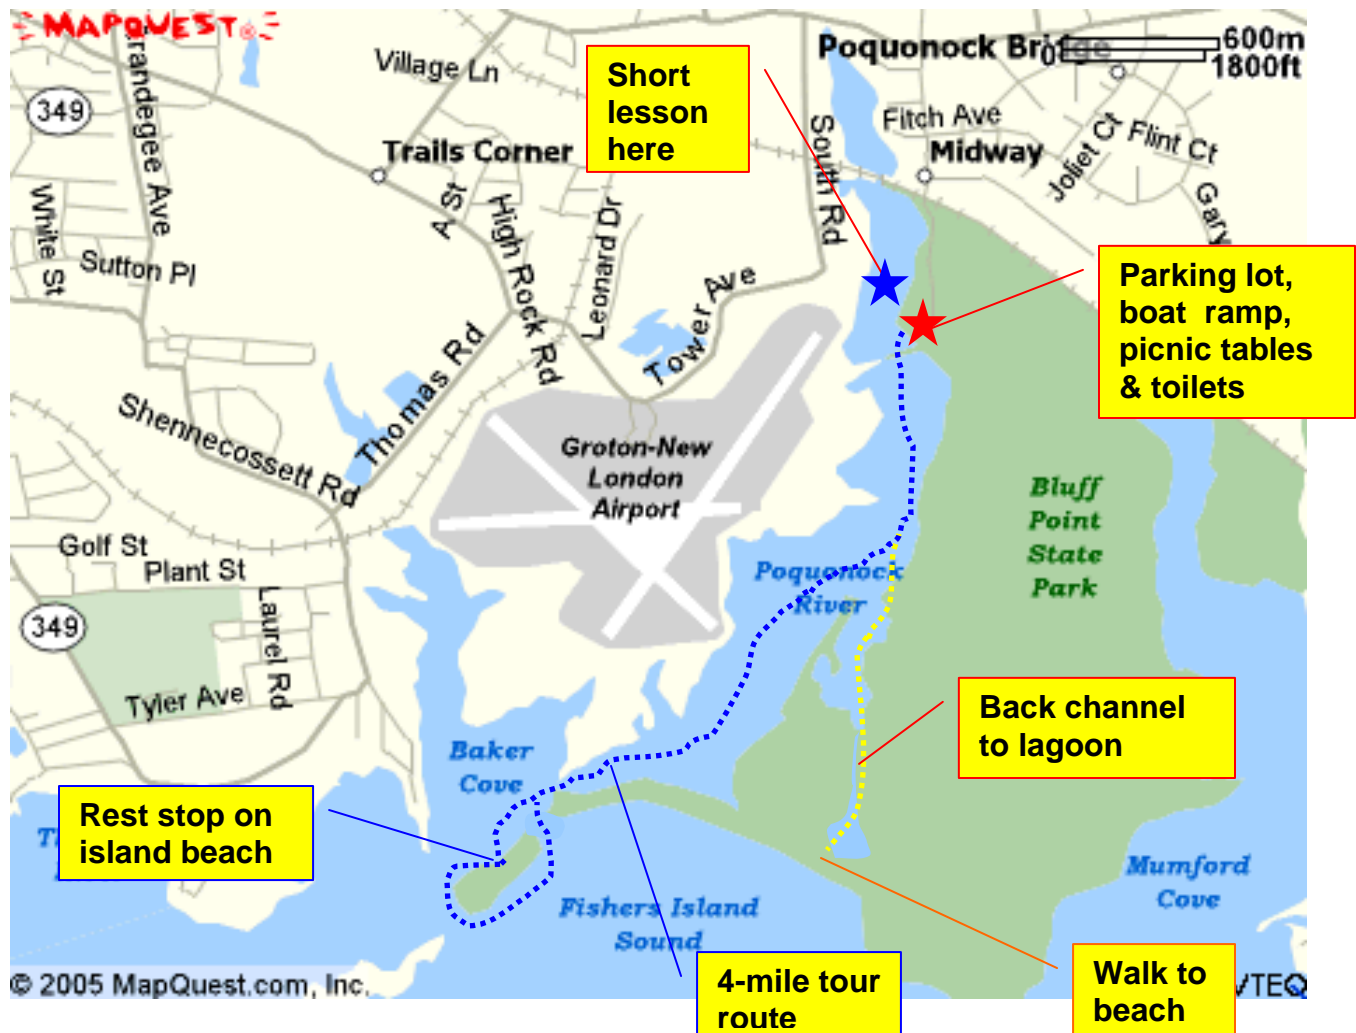 MAPQUEST
Grandegee Ave
349
Village Ln
Short
lesson
here
Poquonock Bridge
0
600m
1800ft
South Rd
Fitch Ave
Midway
Joliet Ct
Flint Ct
Gary
Trails Corner
A St
High Rock Rd
Leonard Dr
White St
Sutton Pl
Tower Ave
Parking lot,
boat ramp,
picnic tables
& toilets
Thomas Rd
Shennecossett Rd
Groton-New
London
Airport
Bluff
Point
State
Park
Golf St
Plant St
Laurel Rd
349
Tyler Ave
Poquonock
River
Back channel
to lagoon
Baker
Cove
Rest stop on
island beach
Mumford
Cove
Fishers Island
Sound
4-mile tour
route
Walk to
beach
© 2005 MapQuest.com, Inc.
VTEQ